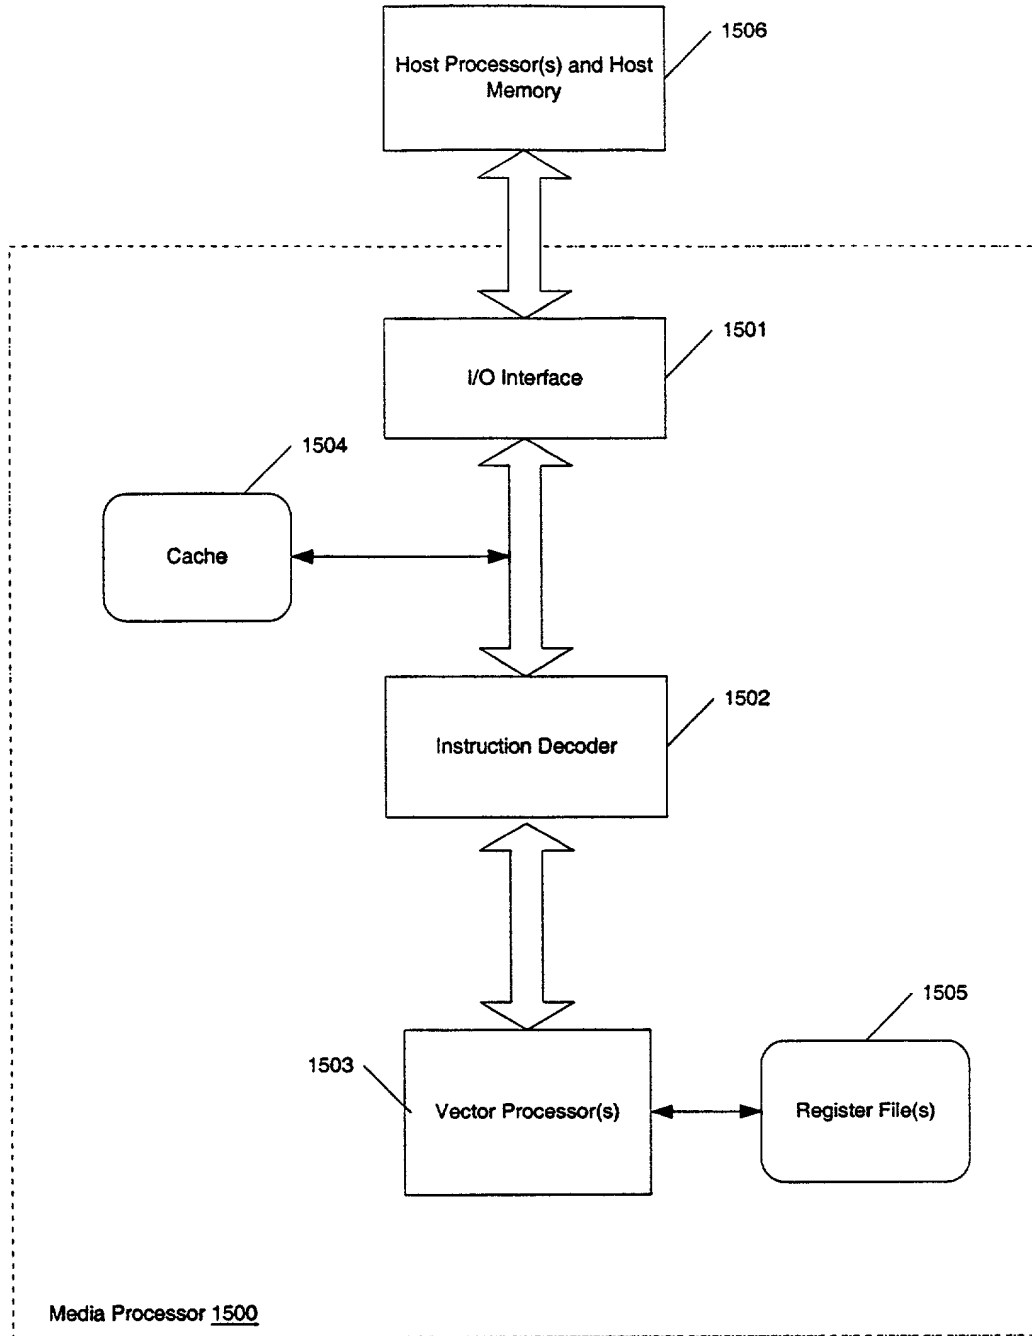 1506
Host Processor(s) and Host
Memory
1501
I/O Interface
1504
Cache
1502
Instruction Decoder
1505
1503
Vector Processor(s)
Register File(s)
Media Processor 1500